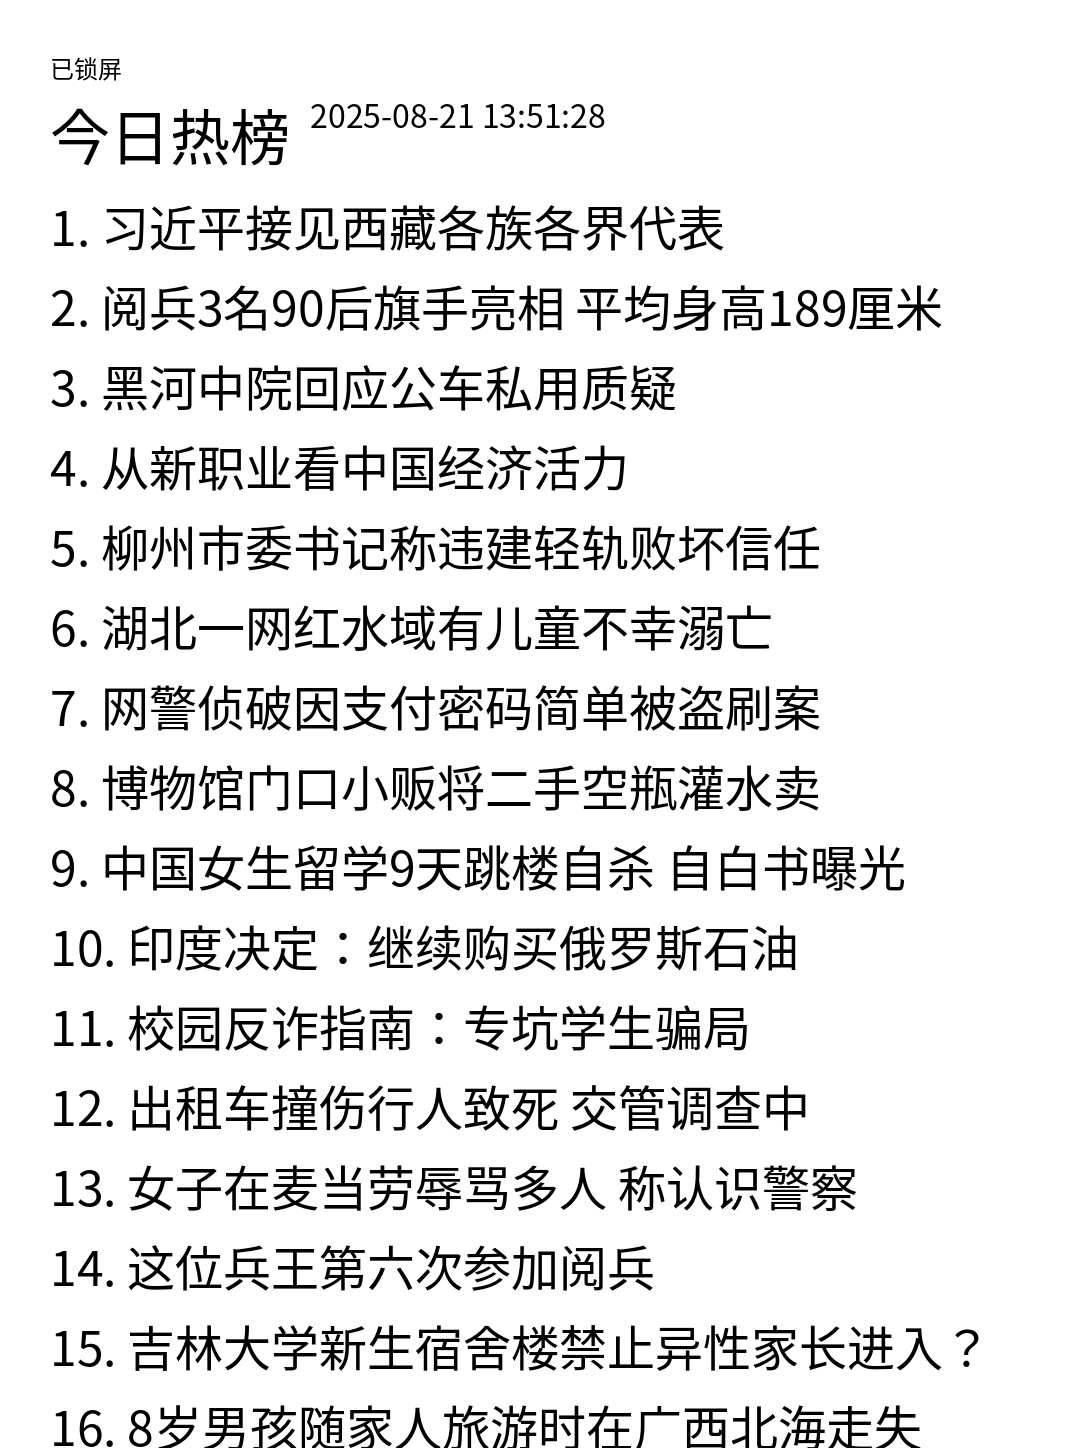 已锁屏
今日热榜 2025-08-21 13:51:28
1. 习近平接见西藏各族各界代表
2. 阅兵3名90后旗手亮相 平均身高189厘米
3. 黑河中院回应公车私用质疑
4. 从新职业看中国经济活力
5. 柳州市委书记称违建轻轨败坏信任
6. 湖北一网红水域有儿童不幸溺亡
7. 网警侦破因支付密码简单被盗刷案
8. 博物馆门口小贩将二手空瓶灌水卖
9. 中国女生留学9天跳楼自杀 自白书曝光
10. 印度决定：继续购买俄罗斯石油
11. 校园反诈指南：专坑学生骗局
12. 出租车撞伤行人致死 交管调查中
13. 女子在麦当劳辱骂多人 称认识警察
14. 这位兵王第六次参加阅兵
15. 吉林大学新生宿舍楼禁止异性家长进入？
16. 8岁男孩随家人旅游时在广西北海走失